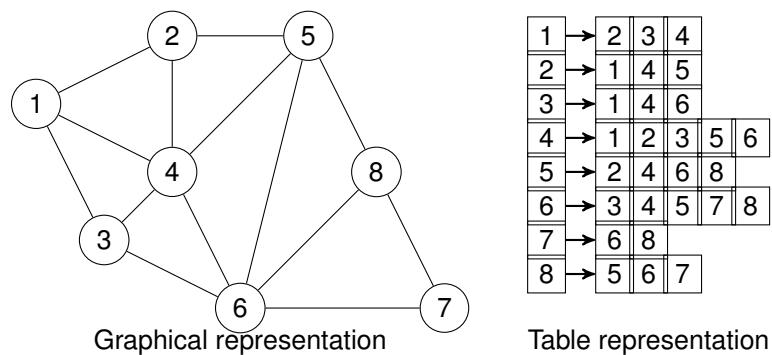 2 5
1
4 8
3
6 7
Graphical representation
1 2 3 4
2 1 4 5
3 1 4 6
4 1 2 3 5 6
5 2 4 6 8
6 3 4 5 7 8
7 6 8
8 5 6 7
Table representation